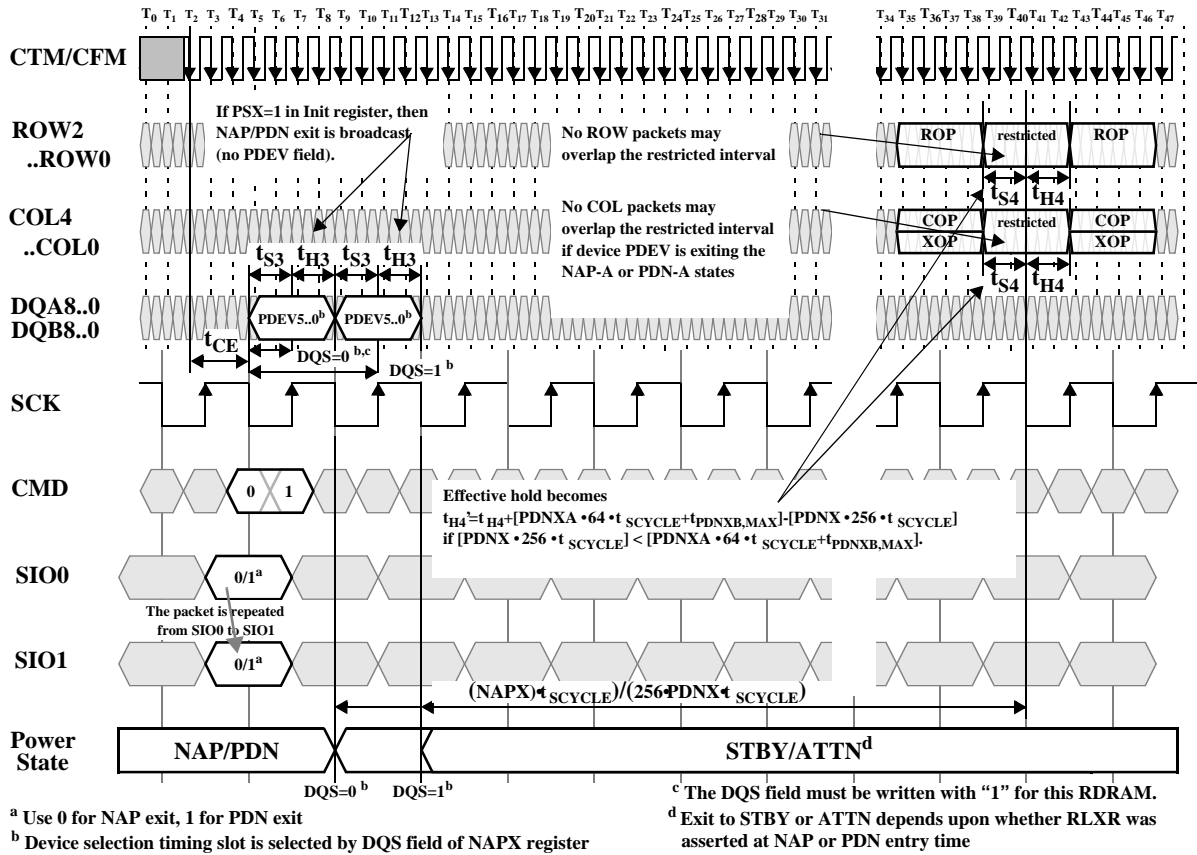 T0 T1 T2 T3 T4 T5 T6 T7 T8 T9 T10 T11 T12 T13 T14 T15 T16 T17 T18 T19 T20 T21 T22 T23 T24 T25 T26 T27 T28 T29 T30 T31 T34 T35 T36 T37 T38 T39 T40 T41 T42 T43 T44 T45 T46 T47
CTM/CFM
If PSX=1 in Init register, then
NAP/PDN exit is broadcast
(no PDEV field).
ROW2
..ROW0
No ROW packets may
overlap the restricted interval
ROP restricted ROP
tS4 tH4
COL4
..COL0
No COL packets may
overlap the restricted interval
if device PDEV is exiting the
NAP-A or PDN-A states
COP restricted COP
XOP XOP
tS4 tH4
tS3 tH3 tS3 tH3
DQA8..0
DQB8..0
PDEV5..0b PDEV5..0b
tCE
DQS=0 b,c
DQS=1 b
SCK
CMD
0 1
Effective hold becomes
tH4'=tH4+[PDNXA•64•tSCYCLE+tPDNXB,MAX]-[PDNX•256•tSCYCLE]
if [PDNX•256•tSCYCLE] < [PDNXA•64•tSCYCLE+tPDNXB,MAX].
SIO0
0/1a
The packet is repeated
from SIO0 to SIO1
SIO1
0/1a
(NAPX)•tSCYCLE)/(256•PDNX•tSCYCLE)
Power
State
NAP/PDN
STBY/ATTNd
DQS=0 b DQS=1b
a Use 0 for NAP exit, 1 for PDN exit
b Device selection timing slot is selected by DQS field of NAPX register
c The DQS field must be written with “1” for this RDRAM.
d Exit to STBY or ATTN depends upon whether RLXR was
asserted at NAP or PDN entry time